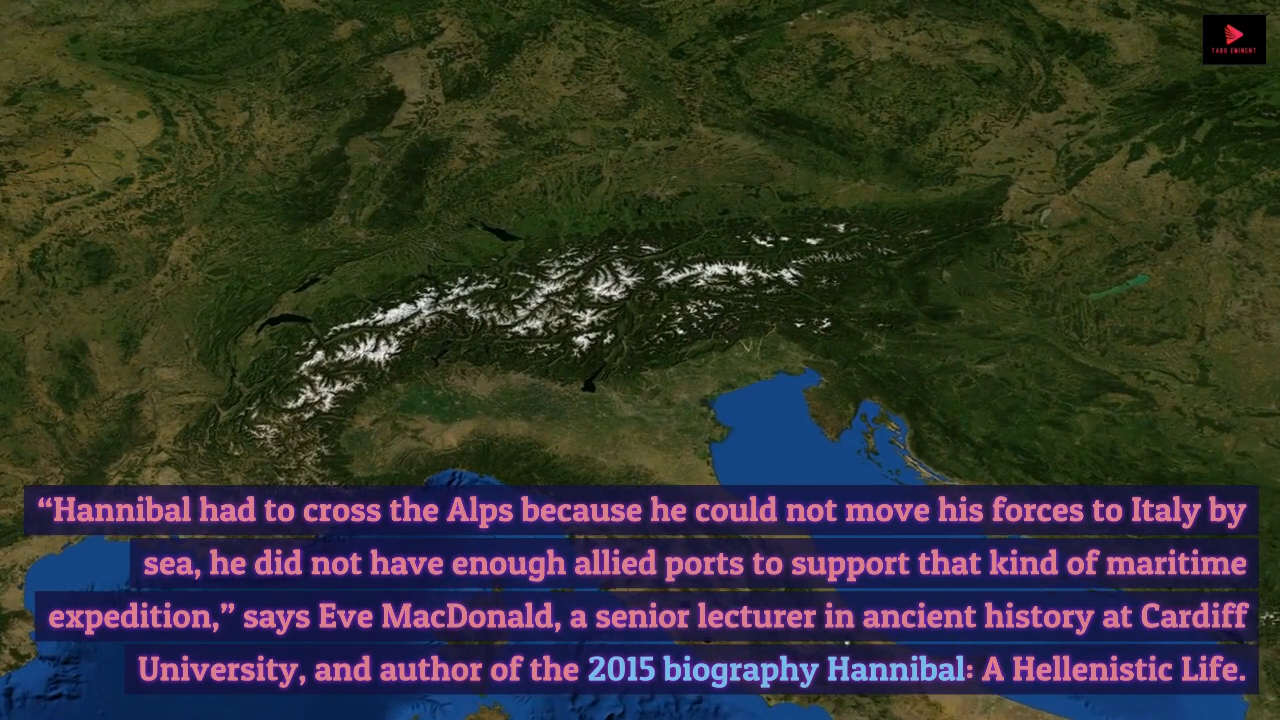 TABU EMINENT
“Hannibal had to cross the Alps because he could not move his forces to Italy by
sea, he did not have enough allied ports to support that kind of maritime
expedition,” says Eve MacDonald, a senior lecturer in ancient history at Cardiff
University, and author of the 2015 biography Hannibal: A Hellenistic Life.